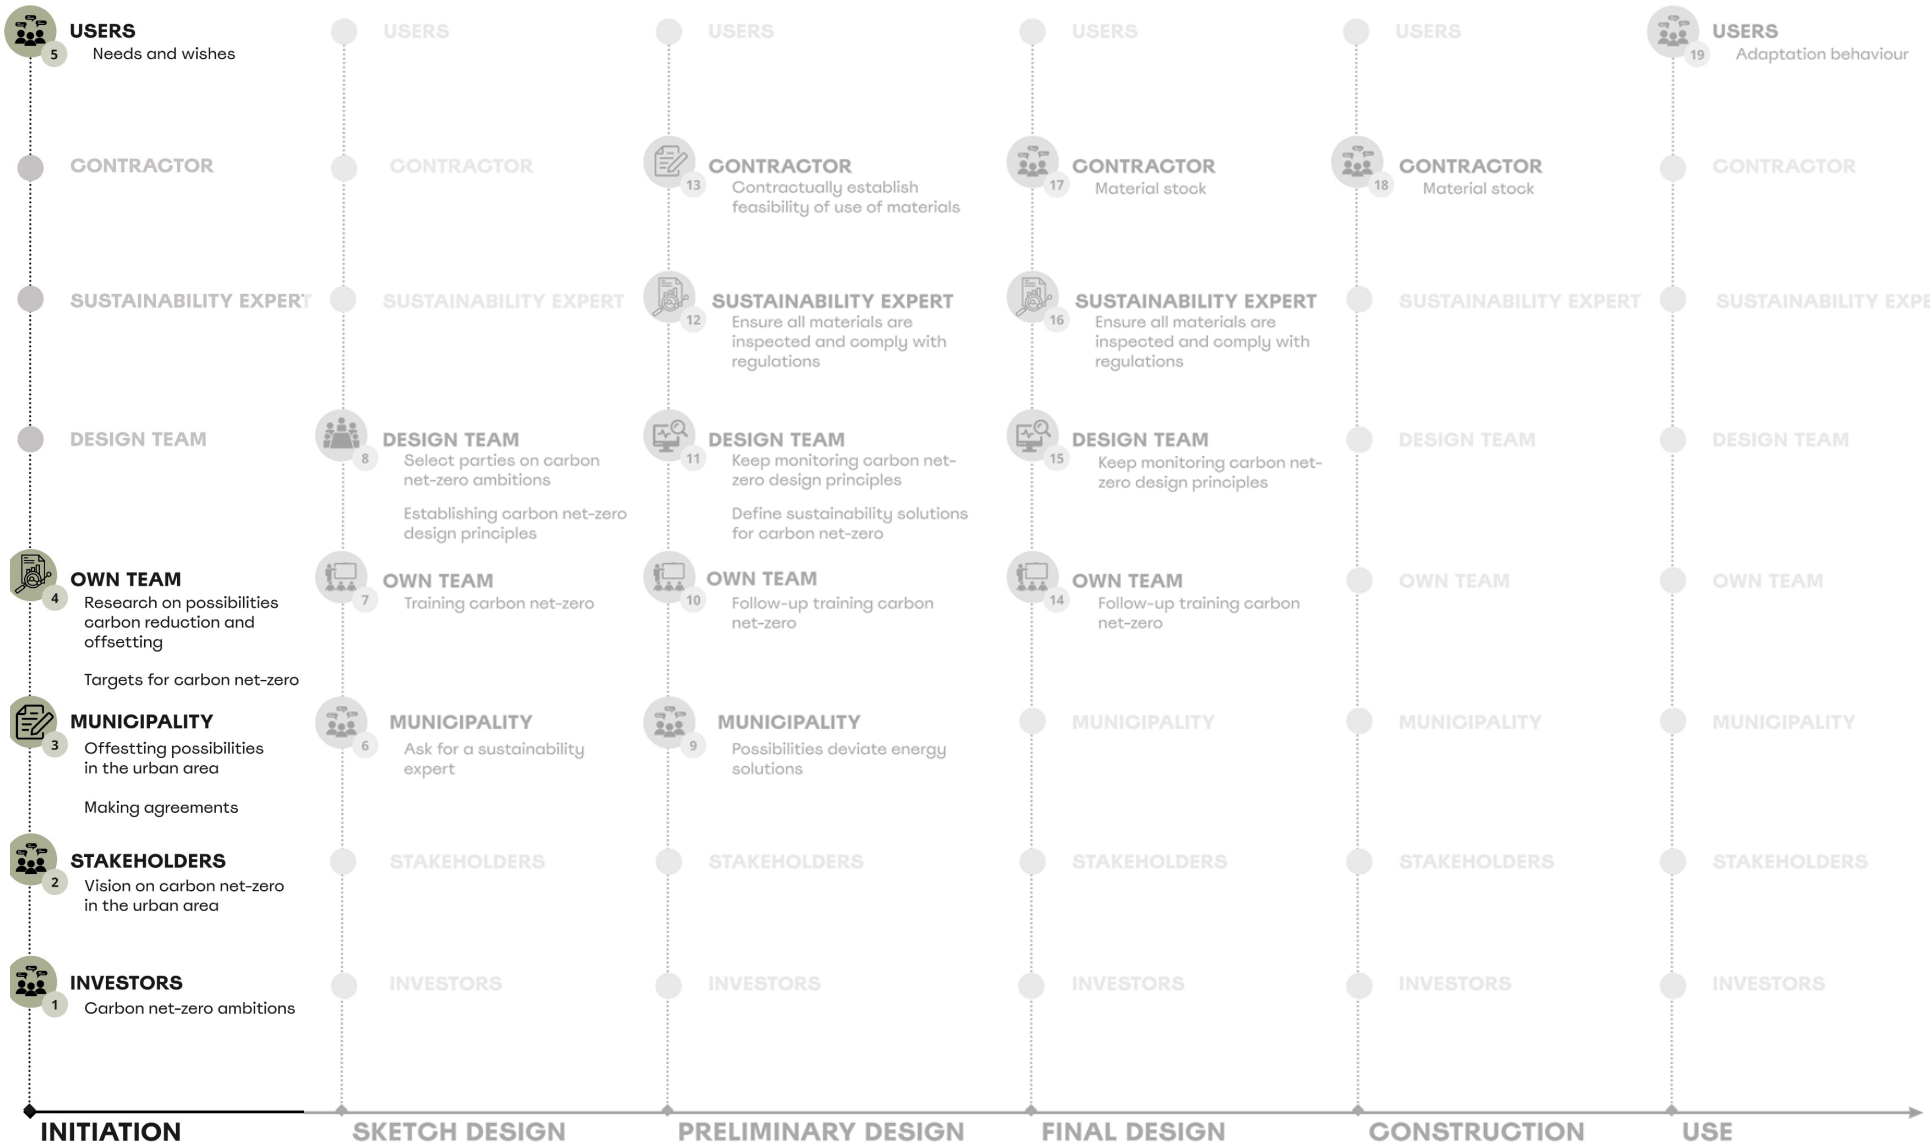 USERS
5
Needs and wishes
CONTRACTOR
SUSTAINABILITY EXPERT
DESIGN TEAM
OWN TEAM
4
Research on possibilities
carbon reduction and
offsetting
Targets for carbon net-zero
MUNICIPALITY
3
Offestting possibilities
in the urban area
Making agreements
STAKEHOLDERS
2
Vision on carbon net-zero
in the urban area
INVESTORS
1
Carbon net-zero ambitions
INITIATION
USERS
CONTRACTOR
SUSTAINABILITY EXPERT
DESIGN TEAM
8
Select parties on carbon
net-zero ambitions
Establishing carbon net-zero
design principles
OWN TEAM
7
Training carbon net-zero
MUNICIPALITY
6
Ask for a sustainability
expert
STAKEHOLDERS
INVESTORS
SKETCH DESIGN
USERS
CONTRACTOR
13
Contractually establish
feasibility of use of materials
SUSTAINABILITY EXPERT
12
Ensure all materials are
inspected and comply with
regulations
DESIGN TEAM
11
Keep monitoring carbon net-
zero design principles
Define sustainability solutions
for carbon net-zero
OWN TEAM
10
Follow-up training carbon
net-zero
MUNICIPALITY
9
Possibilities deviate energy
solutions
STAKEHOLDERS
INVESTORS
PRELIMINARY DESIGN
USERS
CONTRACTOR
17
Material stock
SUSTAINABILITY EXPERT
16
Ensure all materials are
inspected and comply with
regulations
DESIGN TEAM
15
Keep monitoring carbon net-
zero design principles
OWN TEAM
14
Follow-up training carbon
net-zero
MUNICIPALITY
STAKEHOLDERS
INVESTORS
FINAL DESIGN
USERS
CONTRACTOR
18
Material stock
SUSTAINABILITY EXPERT
DESIGN TEAM
OWN TEAM
MUNICIPALITY
STAKEHOLDERS
INVESTORS
CONSTRUCTION
USERS
19
Adaptation behaviour
CONTRACTOR
SUSTAINABILITY EXPE
DESIGN TEAM
OWN TEAM
MUNICIPALITY
STAKEHOLDERS
INVESTORS
USE